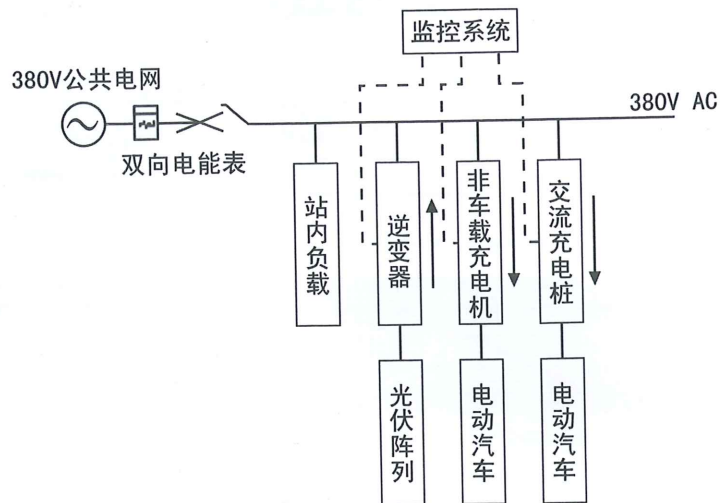 监控系统
380V公共电网
380V AC
双向电能表
站内负载
逆变器
非车载充电机
交流充电桩
光伏阵列
电动汽车
电动汽车